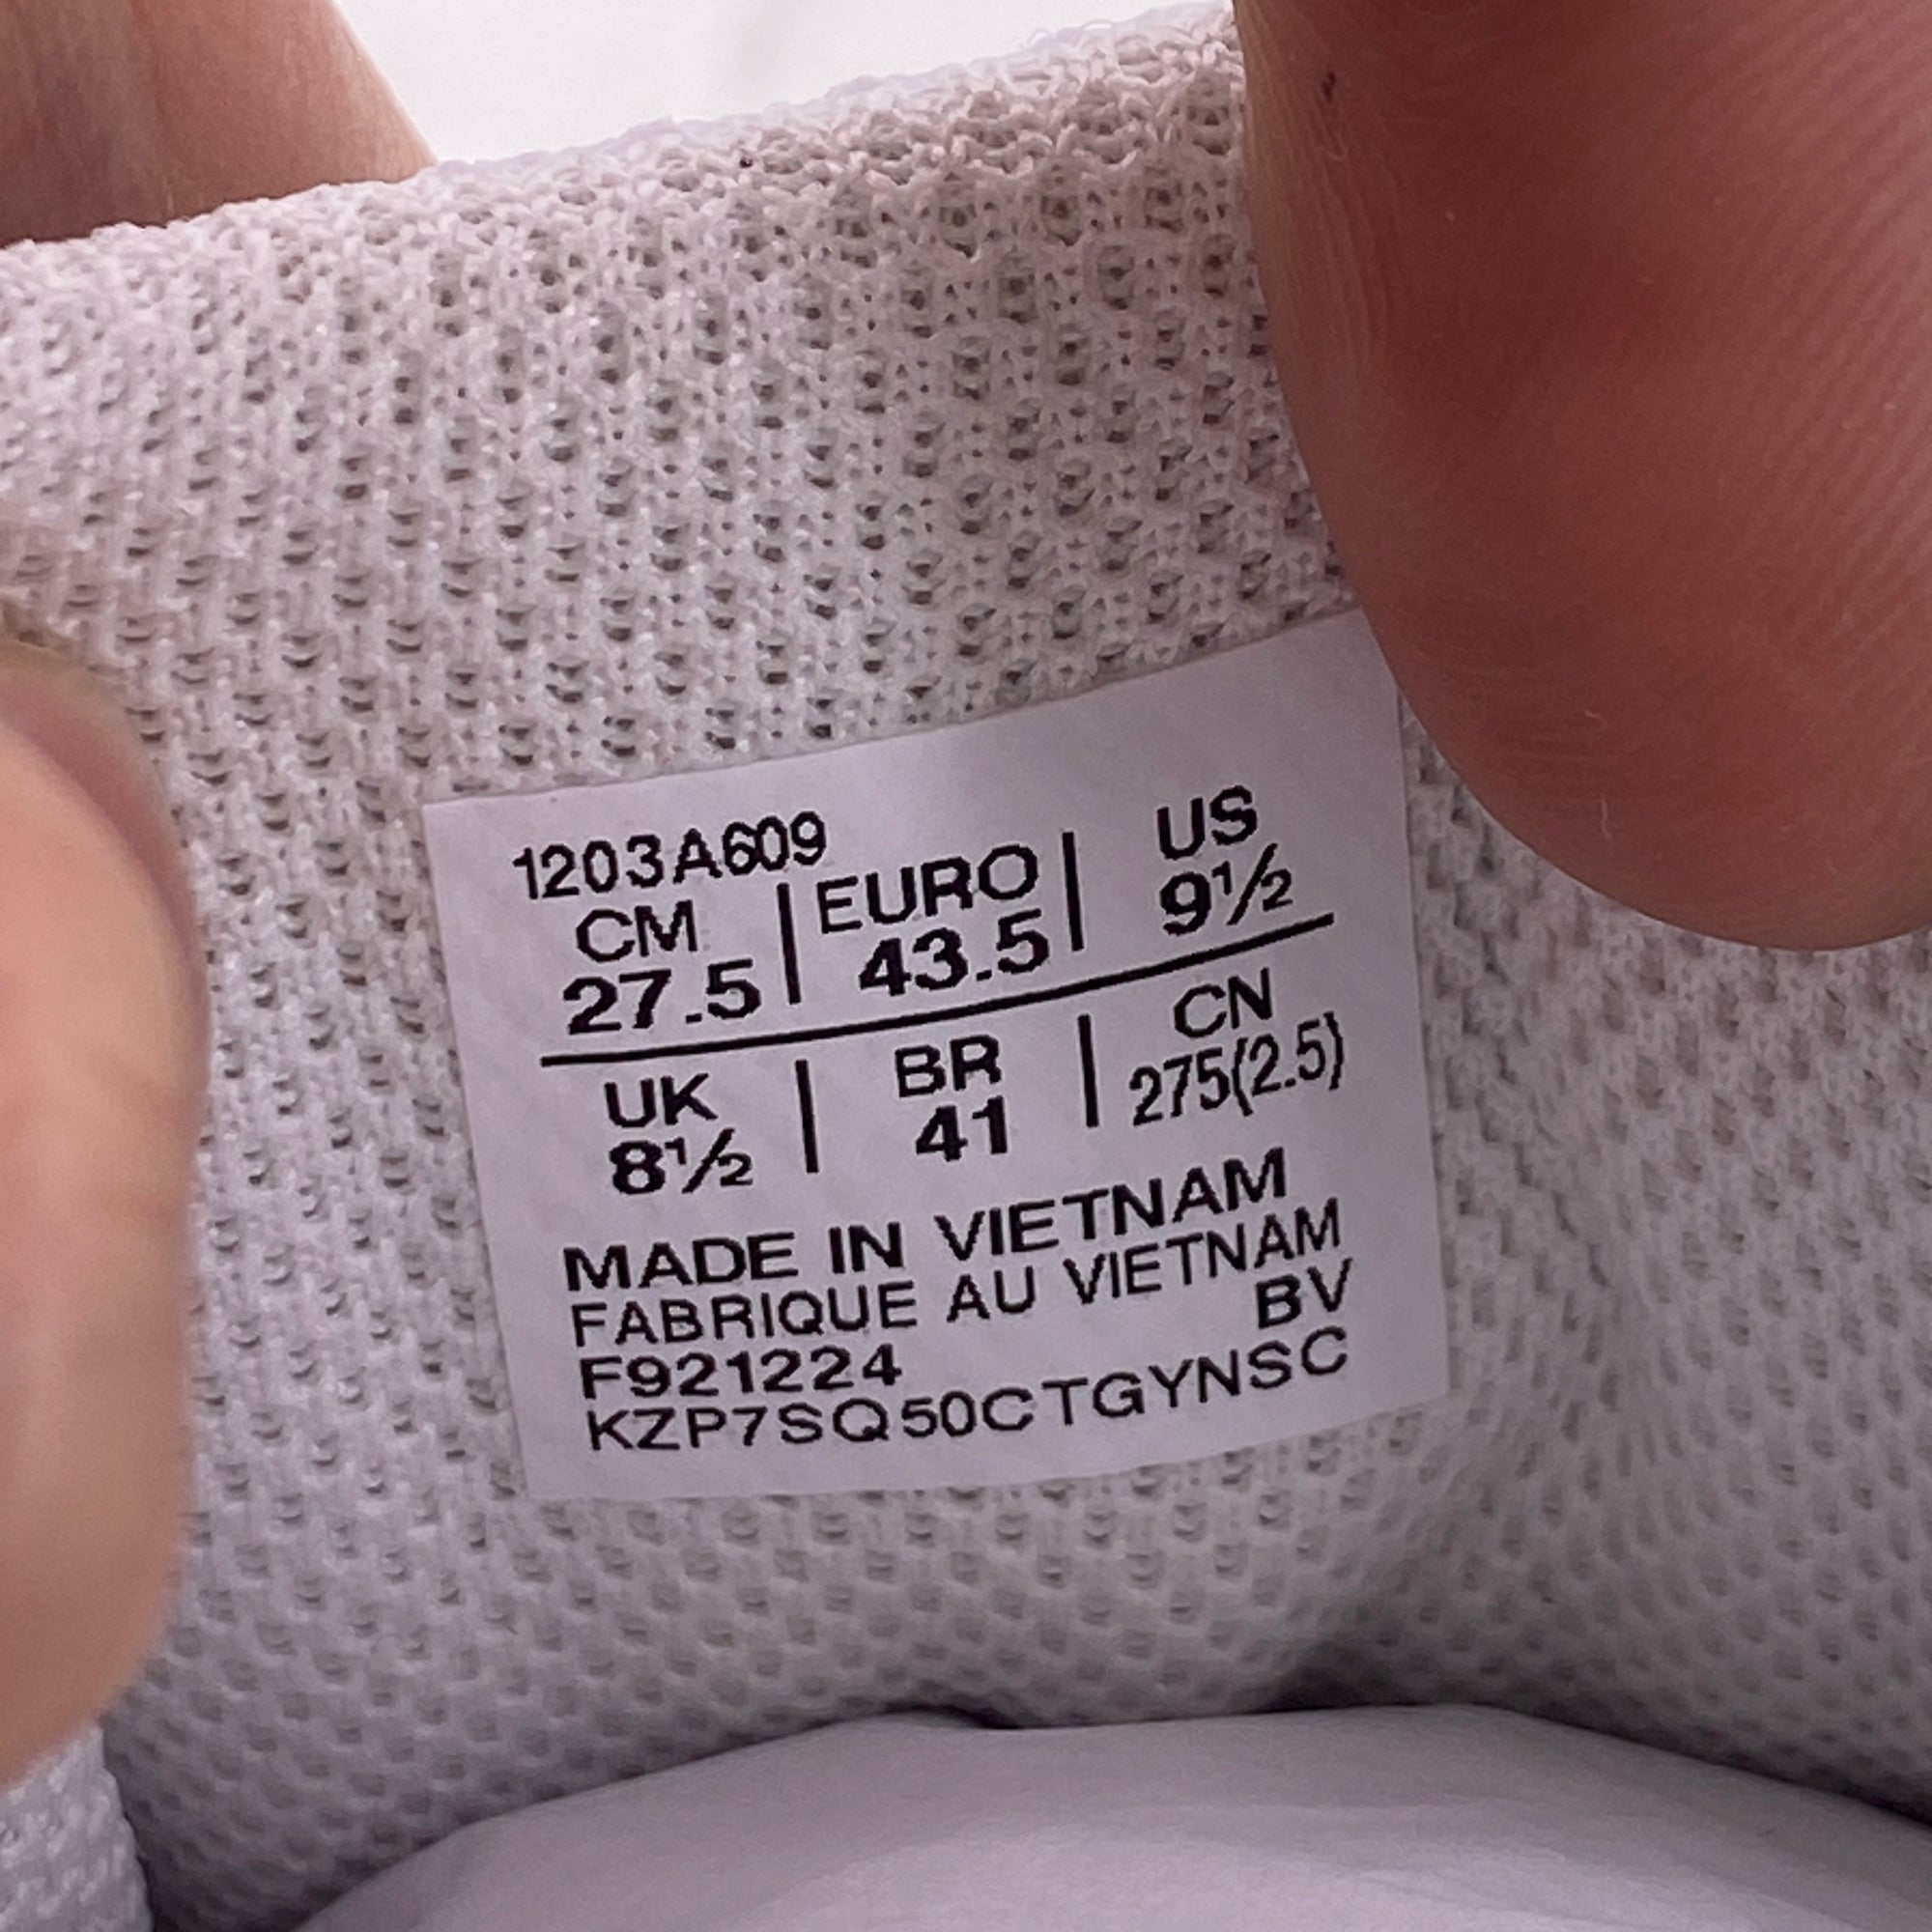 1203A609
CM | EURO | US
27.5 | 43.5 | 9½
UK | BR | CN
8½ | 41 | 275(2.5)
MADE IN VIETNAM
FABRIQUE AU VIETNAM
BV
F921224
KZP7SQ50CTGYNSC